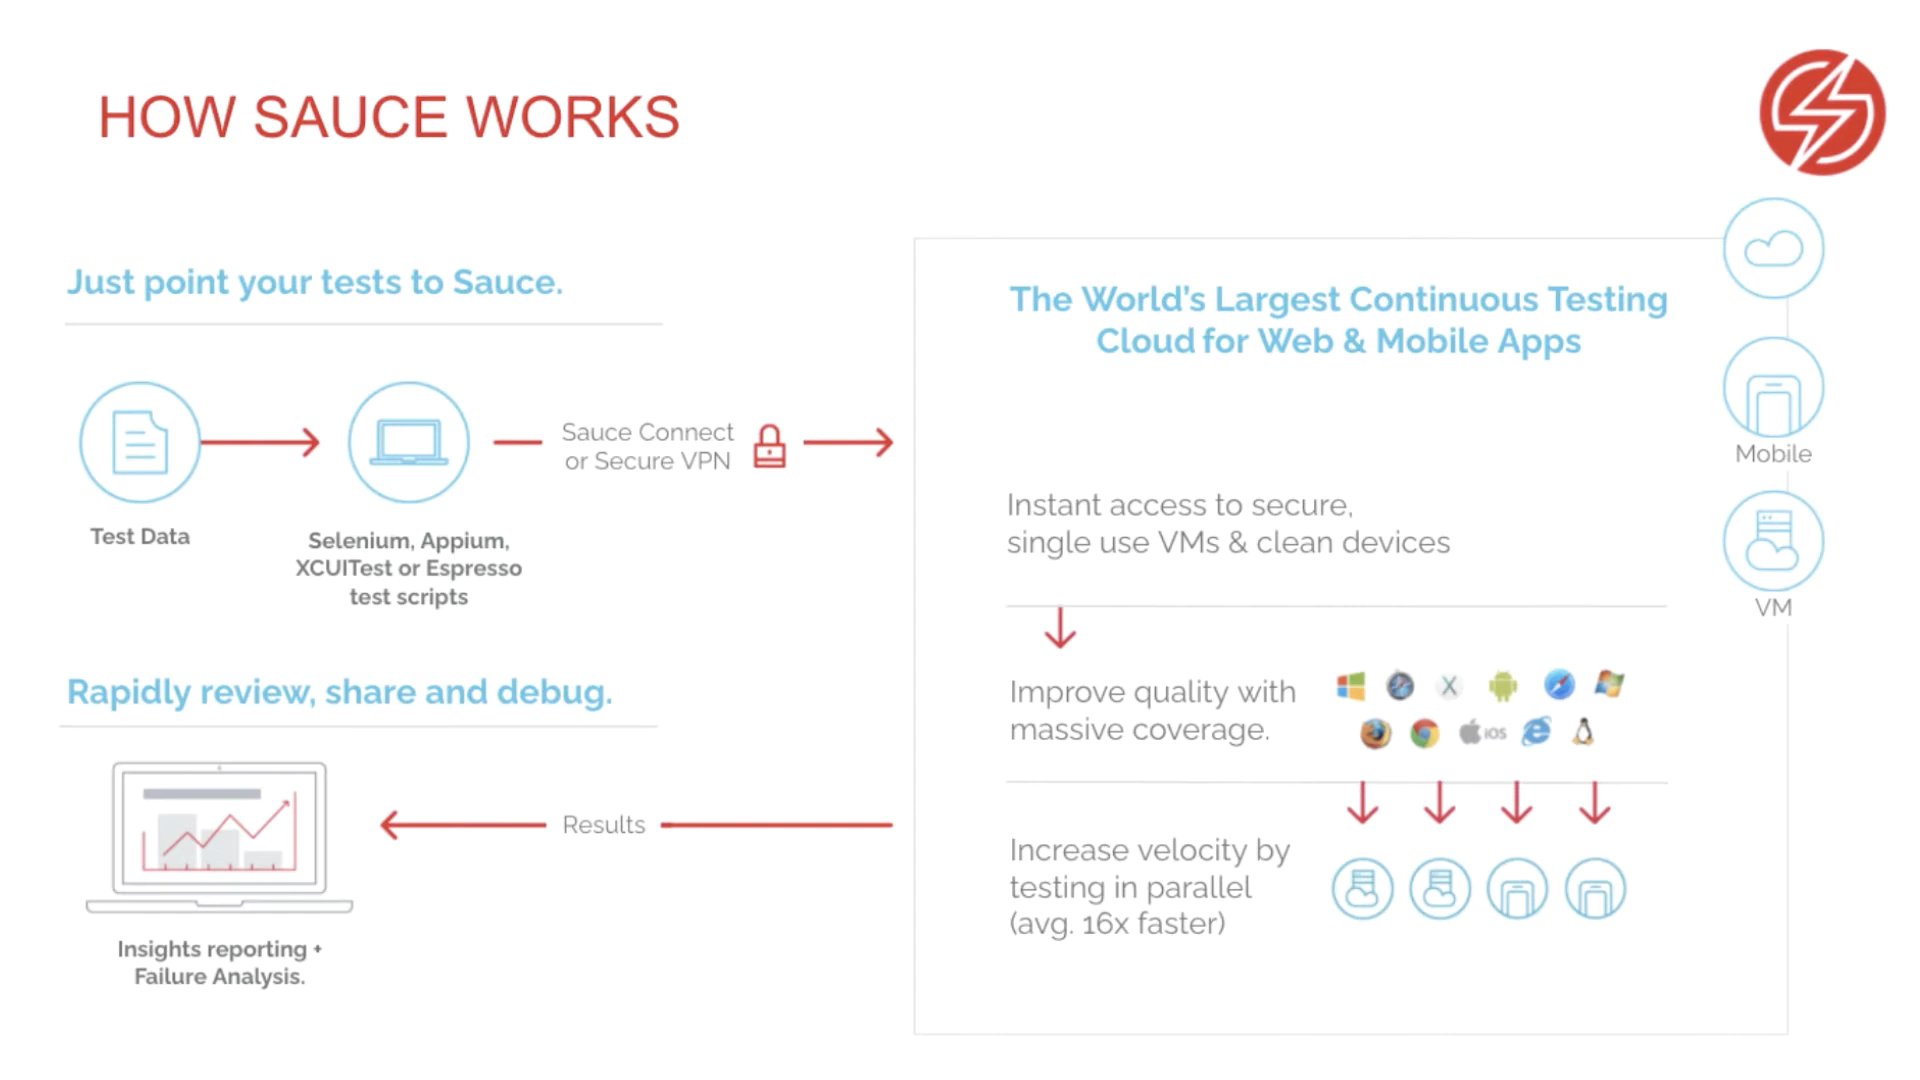 HOW SAUCE WORKS
Just point your tests to Sauce.
Test Data
Selenium, Appium,
XCUITest or Espresso
test scripts
Sauce Connect
or Secure VPN
Rapidly review, share and debug.
Results
Insights reporting +
Failure Analysis.
The World's Largest Continuous Testing
Cloud for Web & Mobile Apps
Instant access to secure,
single use VMs & clean devices
Improve quality with
massive coverage.
X
iOS
Increase velocity by
testing in parallel
(avg. 16x faster)
Mobile
VM